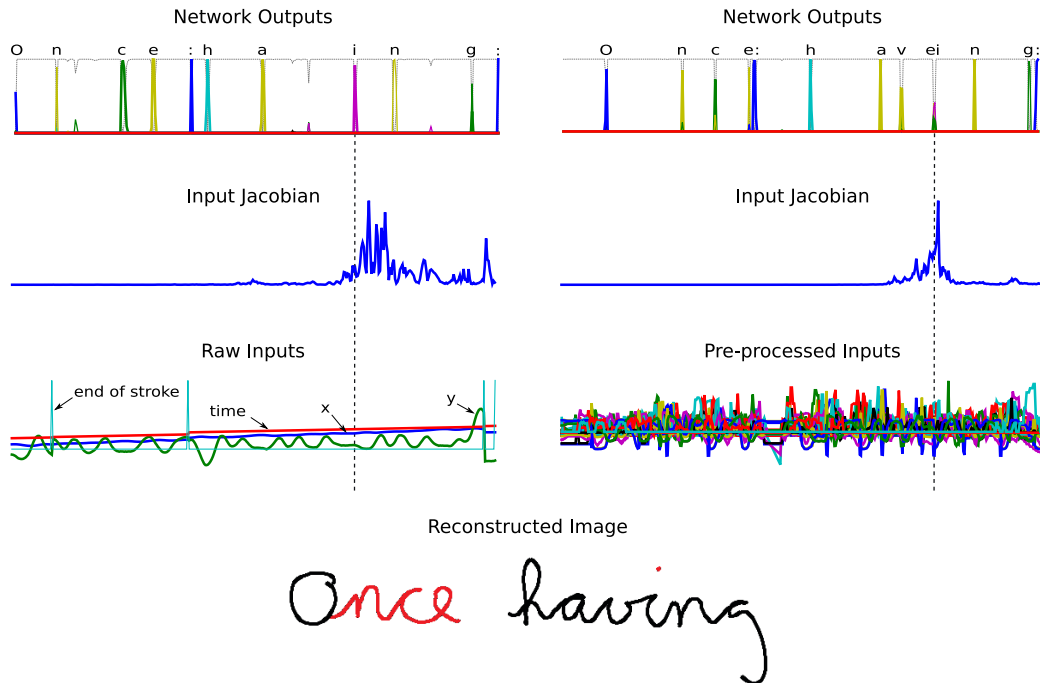 Network Outputs
O n c e : h a i n g :
Input Jacobian
Raw Inputs
end of stroke
time
x
y
Network Outputs
O n c e : h a v ei n g :
Input Jacobian
Pre-processed Inputs
Reconstructed Image
Once having